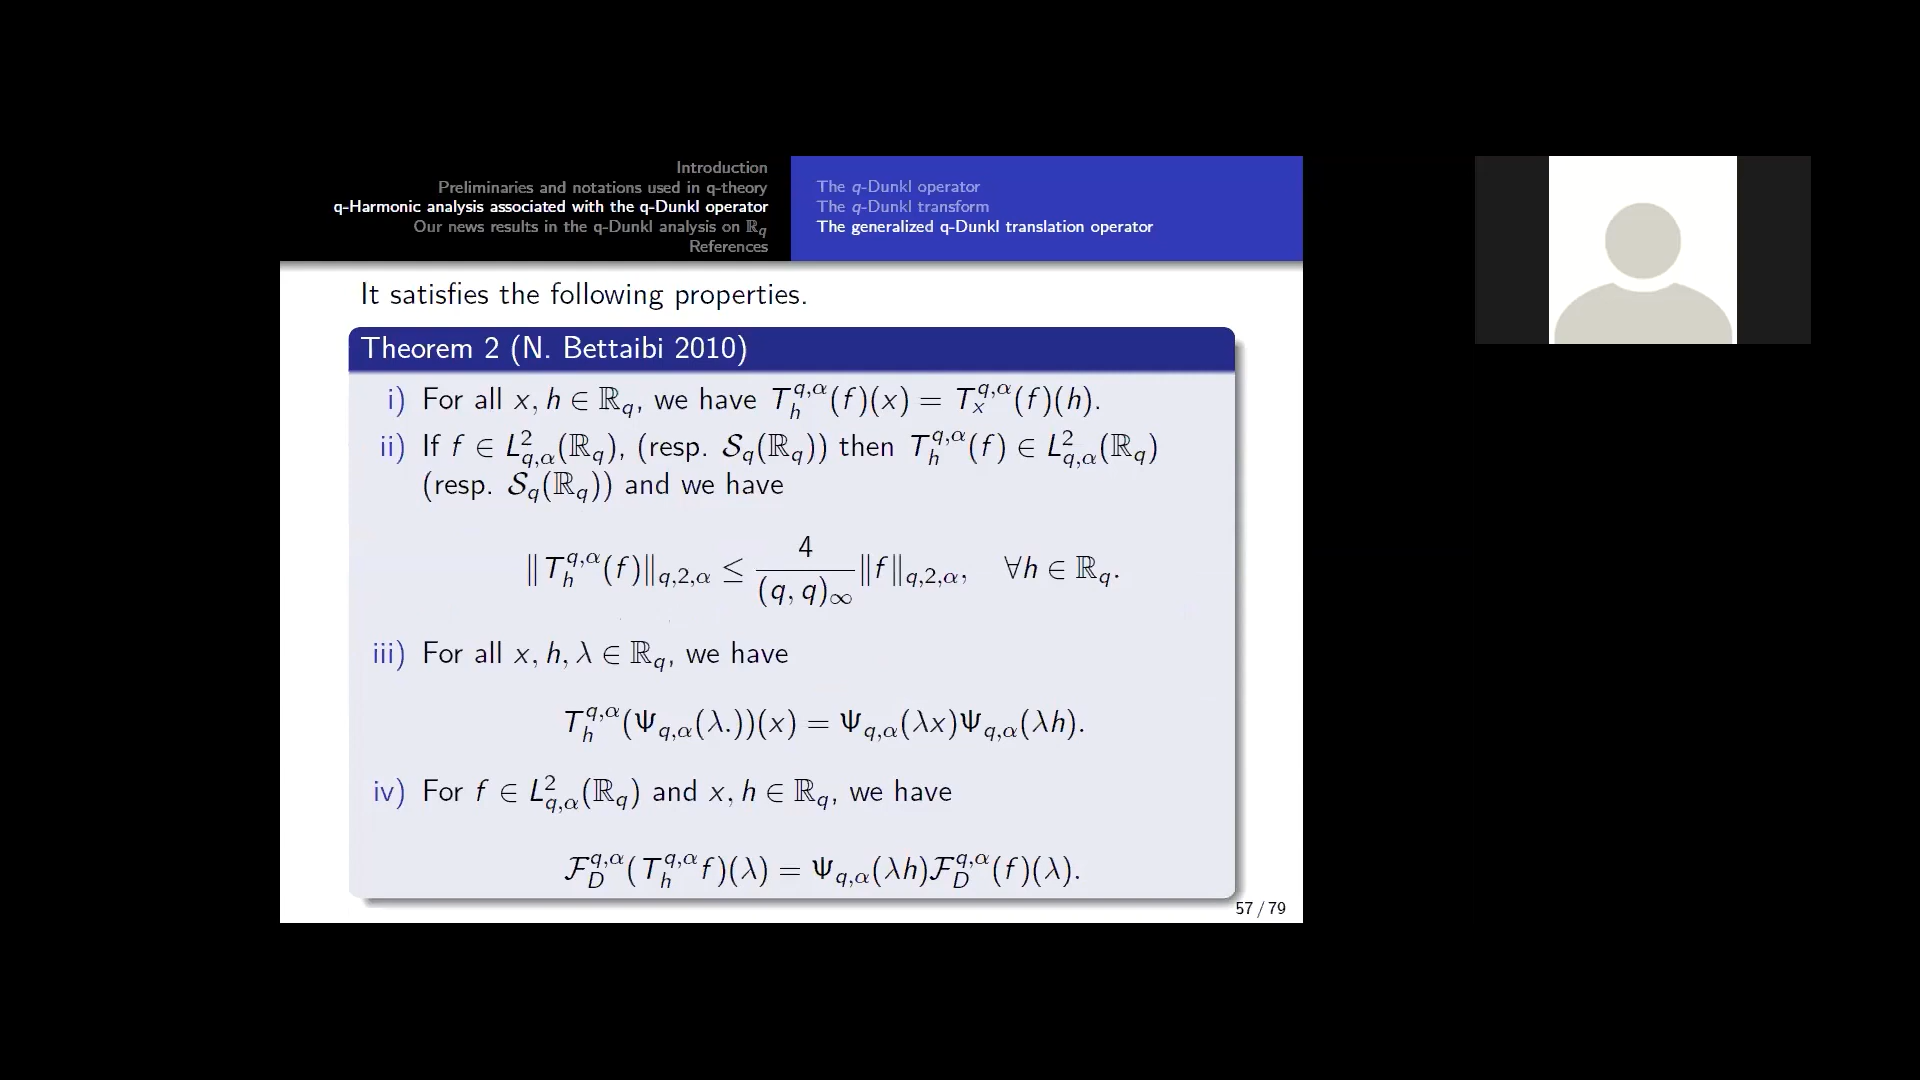 Introduction
Preliminaries and notations used in q-theory
q-Harmonic analysis associated with the q-Dunkl operator
Our news results in the q-Dunkl analysis on ℝ_q
References
The q-Dunkl operator
The q-Dunkl transform
The generalized q-Dunkl translation operator
It satisfies the following properties.
Theorem 2 (N. Bettaibi 2010)
i) For all x, h ∈ ℝ_q, we have T_h^{q,α}(f)(x) = T_x^{q,α}(f)(h).
ii) If f ∈ L²_{q,α}(ℝ_q), (resp. 𝒮_q(ℝ_q)) then T_h^{q,α}(f) ∈ L²_{q,α}(ℝ_q)
(resp. 𝒮_q(ℝ_q)) and we have
‖T_h^{q,α}(f)‖_{q,2,α} ≤ \frac{4}{(q, q)_∞} ‖f‖_{q,2,α}, ∀h ∈ ℝ_q.
iii) For all x, h, λ ∈ ℝ_q, we have
T_h^{q,α}(Ψ_{q,α}(λ.))(x) = Ψ_{q,α}(λx)Ψ_{q,α}(λh).
iv) For f ∈ L²_{q,α}(ℝ_q) and x, h ∈ ℝ_q, we have
ℱ_D^{q,α}(T_h^{q,α}f)(λ) = Ψ_{q,α}(λh)ℱ_D^{q,α}(f)(λ).
57 / 79